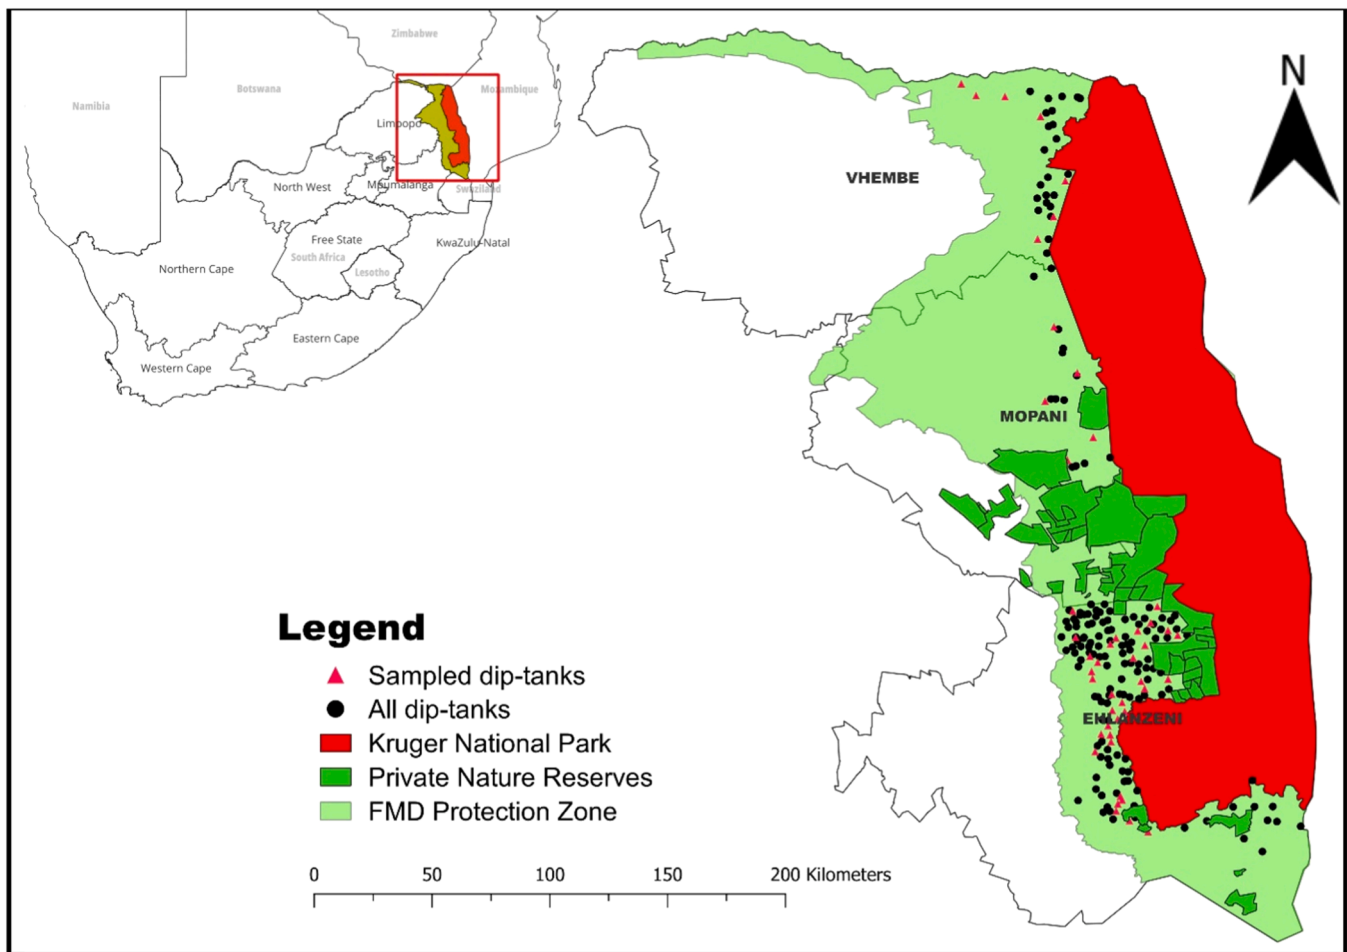 Zimbabwe
Namibia
Botswana
Mozambique
Limpopo
North West
Mpumalanga
Swaziland
Free State
KwaZulu-Natal
South Africa
Lesotho
Northern Cape
Eastern Cape
Western Cape
N
VHEMBE
MOPANI
EHLANZENI
Legend
Sampled dip-tanks
All dip-tanks
Kruger National Park
Private Nature Reserves
FMD Protection Zone
0 50 100 150 200 Kilometers